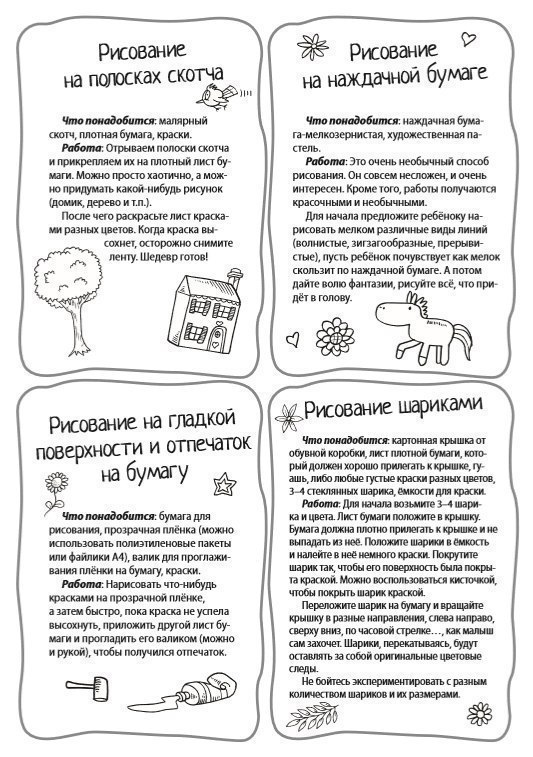 Рисование
на полосках скотча
Что понадобится: малярный
скотч, плотная бумага, краски.
Работа: Отрываем полоски скотча
и прикрепляем их на плотный лист бу-
маги. Можно просто хаотично, а мож-
но придумать какой-нибудь рисунок
(домик, дерево и т.п.).
После чего раскрасьте лист краска-
ми разных цветов. Когда краска вы-
сохнет, осторожно снимите
ленту. Шедевр готов!
Рисование
на наждачной бумаге
Что понадобится: наждачная бума-
га-мелкозернистая, художественная па-
стель.
Работа: Это очень необычный способ
рисования. Он совсем несложен, и очень
интересен. Кроме того, работы получаются
красочными и необычными.
Для начала предложите ребёноку на-
рисовать мелком различные виды линий
(волнистые, зигзагообразные, прерыви-
стые), пусть ребёнок почувствует как мелок
скользит по наждачной бумаге. А потом
дайте волю фантазии, рисуйте всё, что при-
дёт в голову.
Рисование на гладкой
поверхности и отпечаток
на бумагу
Что понадобится: бумага для
рисования, прозрачная плёнка (можно
использовать полиэтиленовые пакеты
или файлики А4), валик для проглажи-
вания плёнки на бумагу, краски.
Работа: Нарисовать что-нибудь
красками на прозрачной плёнке,
а затем быстро, пока краска не успела
высохнуть, приложить другой лист бу-
маги и прогладить его валиком (можно
и рукой), чтобы получился отпечаток.
Рисование шариками
Что понадобится: картонная крышка от
обувной коробки, лист плотной бумаги, кото-
рый должен хорошо прилегать к крышке, гу-
ашь, либо любые густые краски разных цветов,
3–4 стеклянных шарика, ёмкости для краски.
Работа: Для начала возьмите 3–4 шари-
ка и цвета. Лист бумаги положите в крышку.
Бумага должна плотно прилегать к крышке и не
выпадать из неё. Положите шарики в ёмкость
и налейте в неё немного краски. Покрутите
шарик так, чтобы его поверхность была покры-
та краской. Можно воспользоваться кисточкой,
чтобы покрыть шарик краской.
Переложите шарик на бумагу и вращайте
крышку в разные направления, слева направо,
сверху вниз, по часовой стрелке…, как малыш
сам захочет. Шарики, перекатываясь, будут
оставлять за собой оригинальные цветовые
следы.
Не бойтесь экспериментировать с разным
количеством шариков и их размерами.